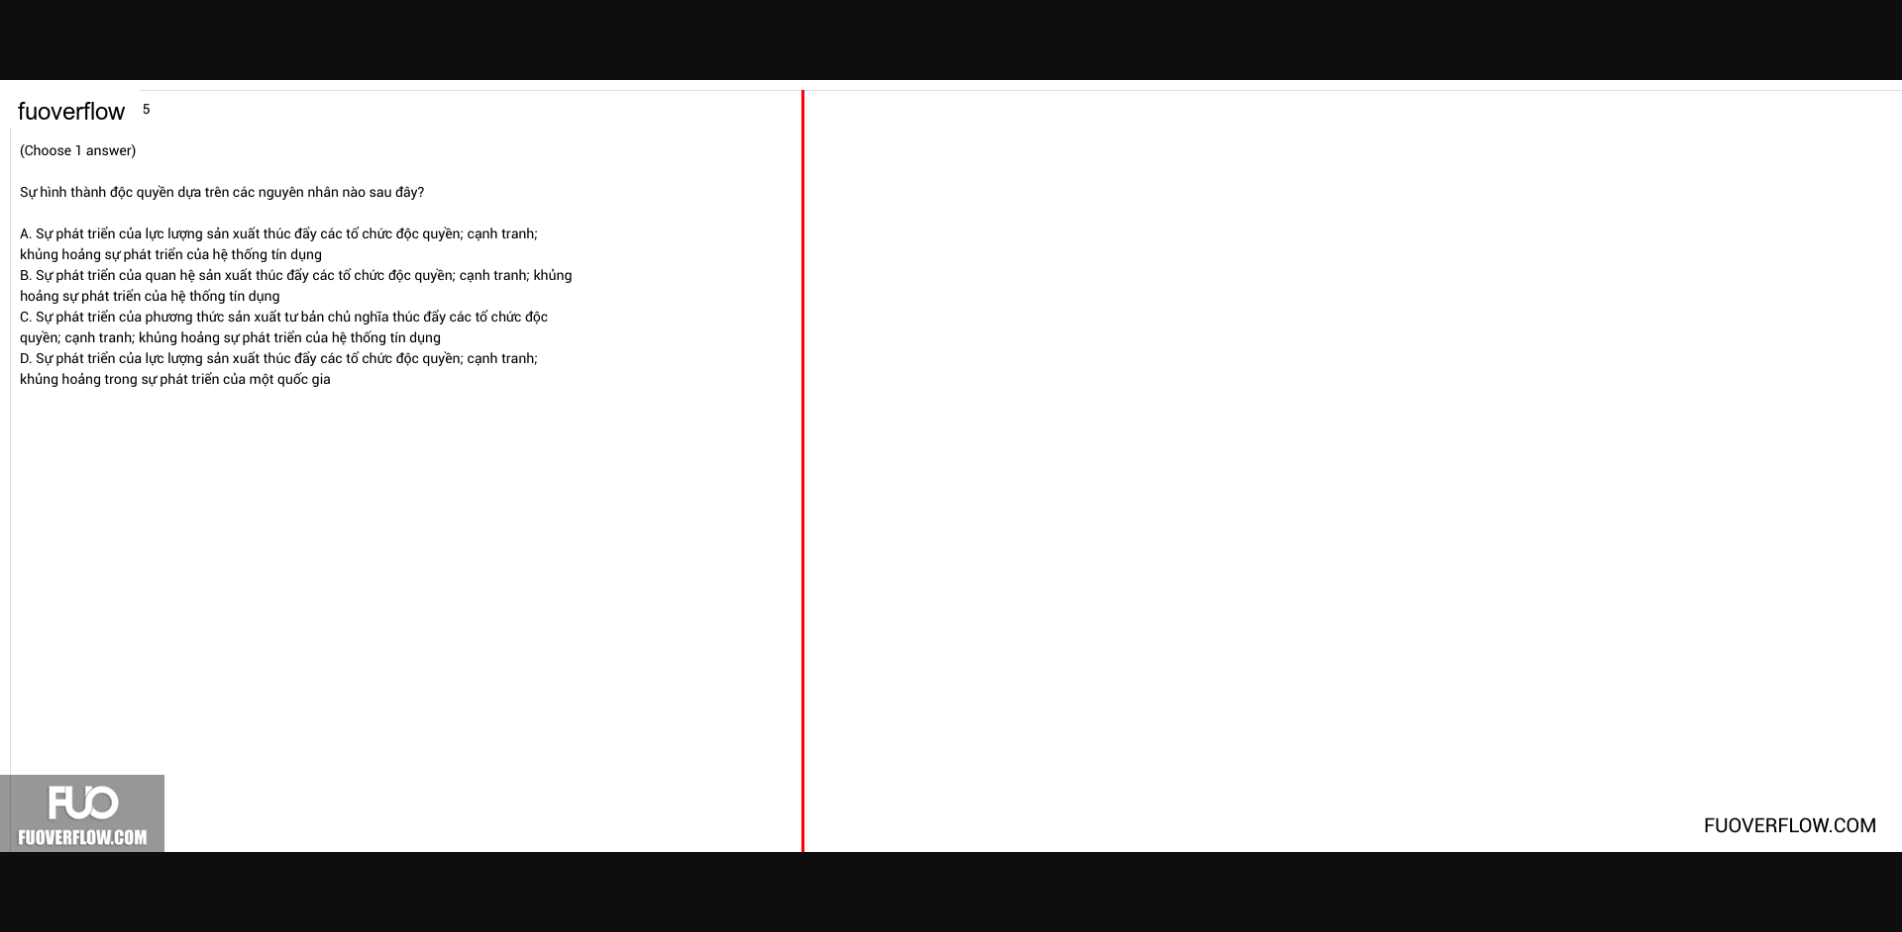 fuoverflow 5
(Choose 1 answer)
Sự hình thành độc quyền dựa trên các nguyên nhân nào sau đây?
A. Sự phát triển của lực lượng sản xuất thúc đẩy các tổ chức độc quyền; cạnh tranh;
khủng hoảng sự phát triển của hệ thống tín dụng
B. Sự phát triển của quan hệ sản xuất thúc đẩy các tổ chức độc quyền; cạnh tranh; khủng
hoảng sự phát triển của hệ thống tín dụng
C. Sự phát triển của phương thức sản xuất tư bản chủ nghĩa thúc đẩy các tổ chức độc
quyền; cạnh tranh; khủng hoảng sự phát triển của hệ thống tín dụng
D. Sự phát triển của lực lượng sản xuất thúc đẩy các tổ chức độc quyền; cạnh tranh;
khủng hoảng trong sự phát triển của một quốc gia
FUO
FUOVERFLOW.COM
FUOVERFLOW.COM